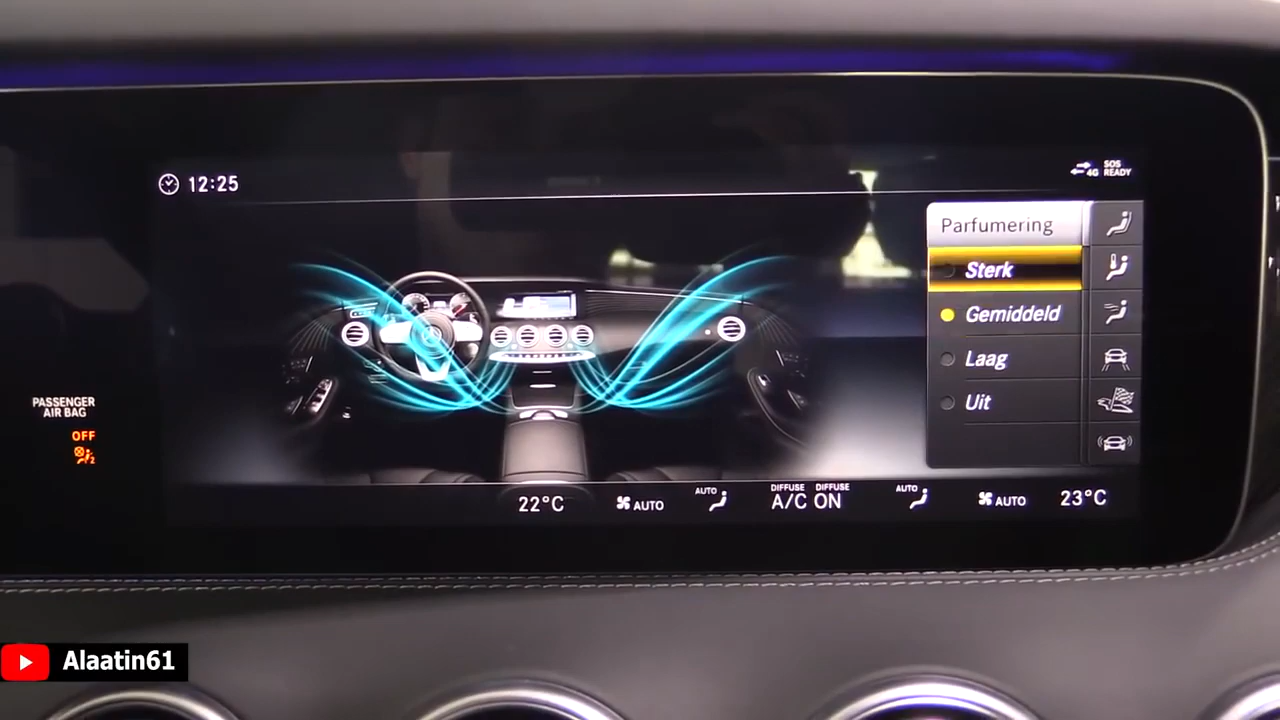 12:25
4G
SOS
READY
Parfumering
Sterk
Gemiddeld
Laag
Uit
PASSENGER
AIR BAG
OFF
2
22°C
AUTO
AUTO
DIFFUSE DIFFUSE
A/C ON
AUTO
AUTO
23°C
Alaatin61